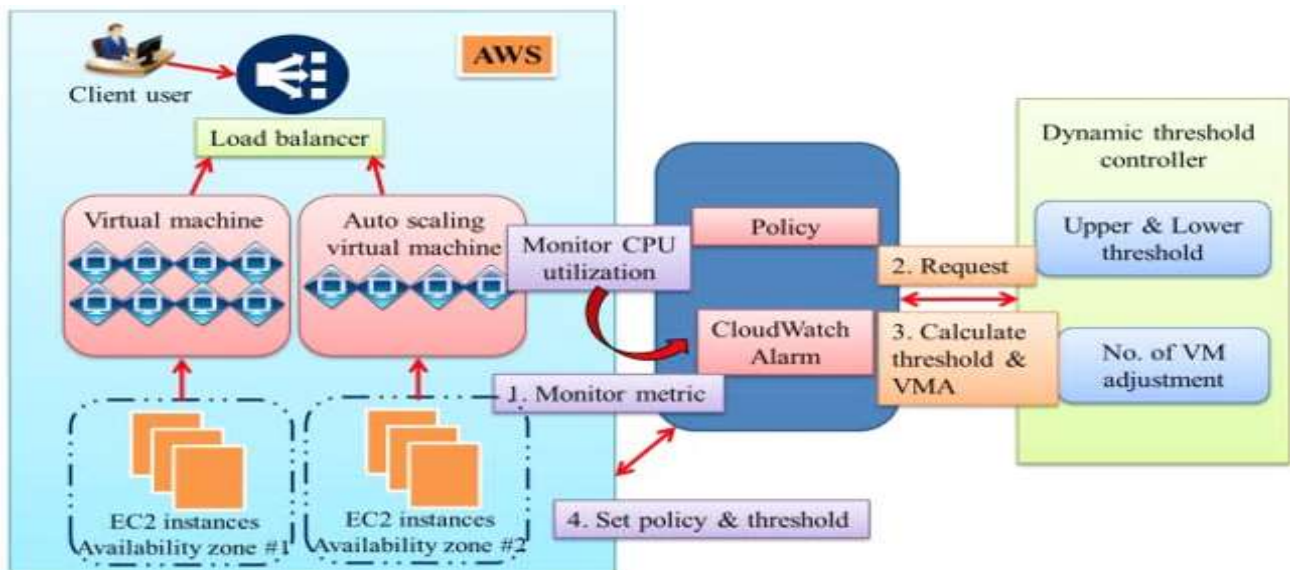 AWS
Client user
Load balancer
Virtual machine
Auto scaling
virtual machine
EC2 instances
Availability zone #1
EC2 instances
Availability zone #2
Monitor CPU
utilization
Policy
CloudWatch
Alarm
1. Monitor metric
2. Request
3. Calculate
threshold &
VMA
4. Set policy & threshold
Dynamic threshold
controller
Upper & Lower
threshold
No. of VM
adjustment